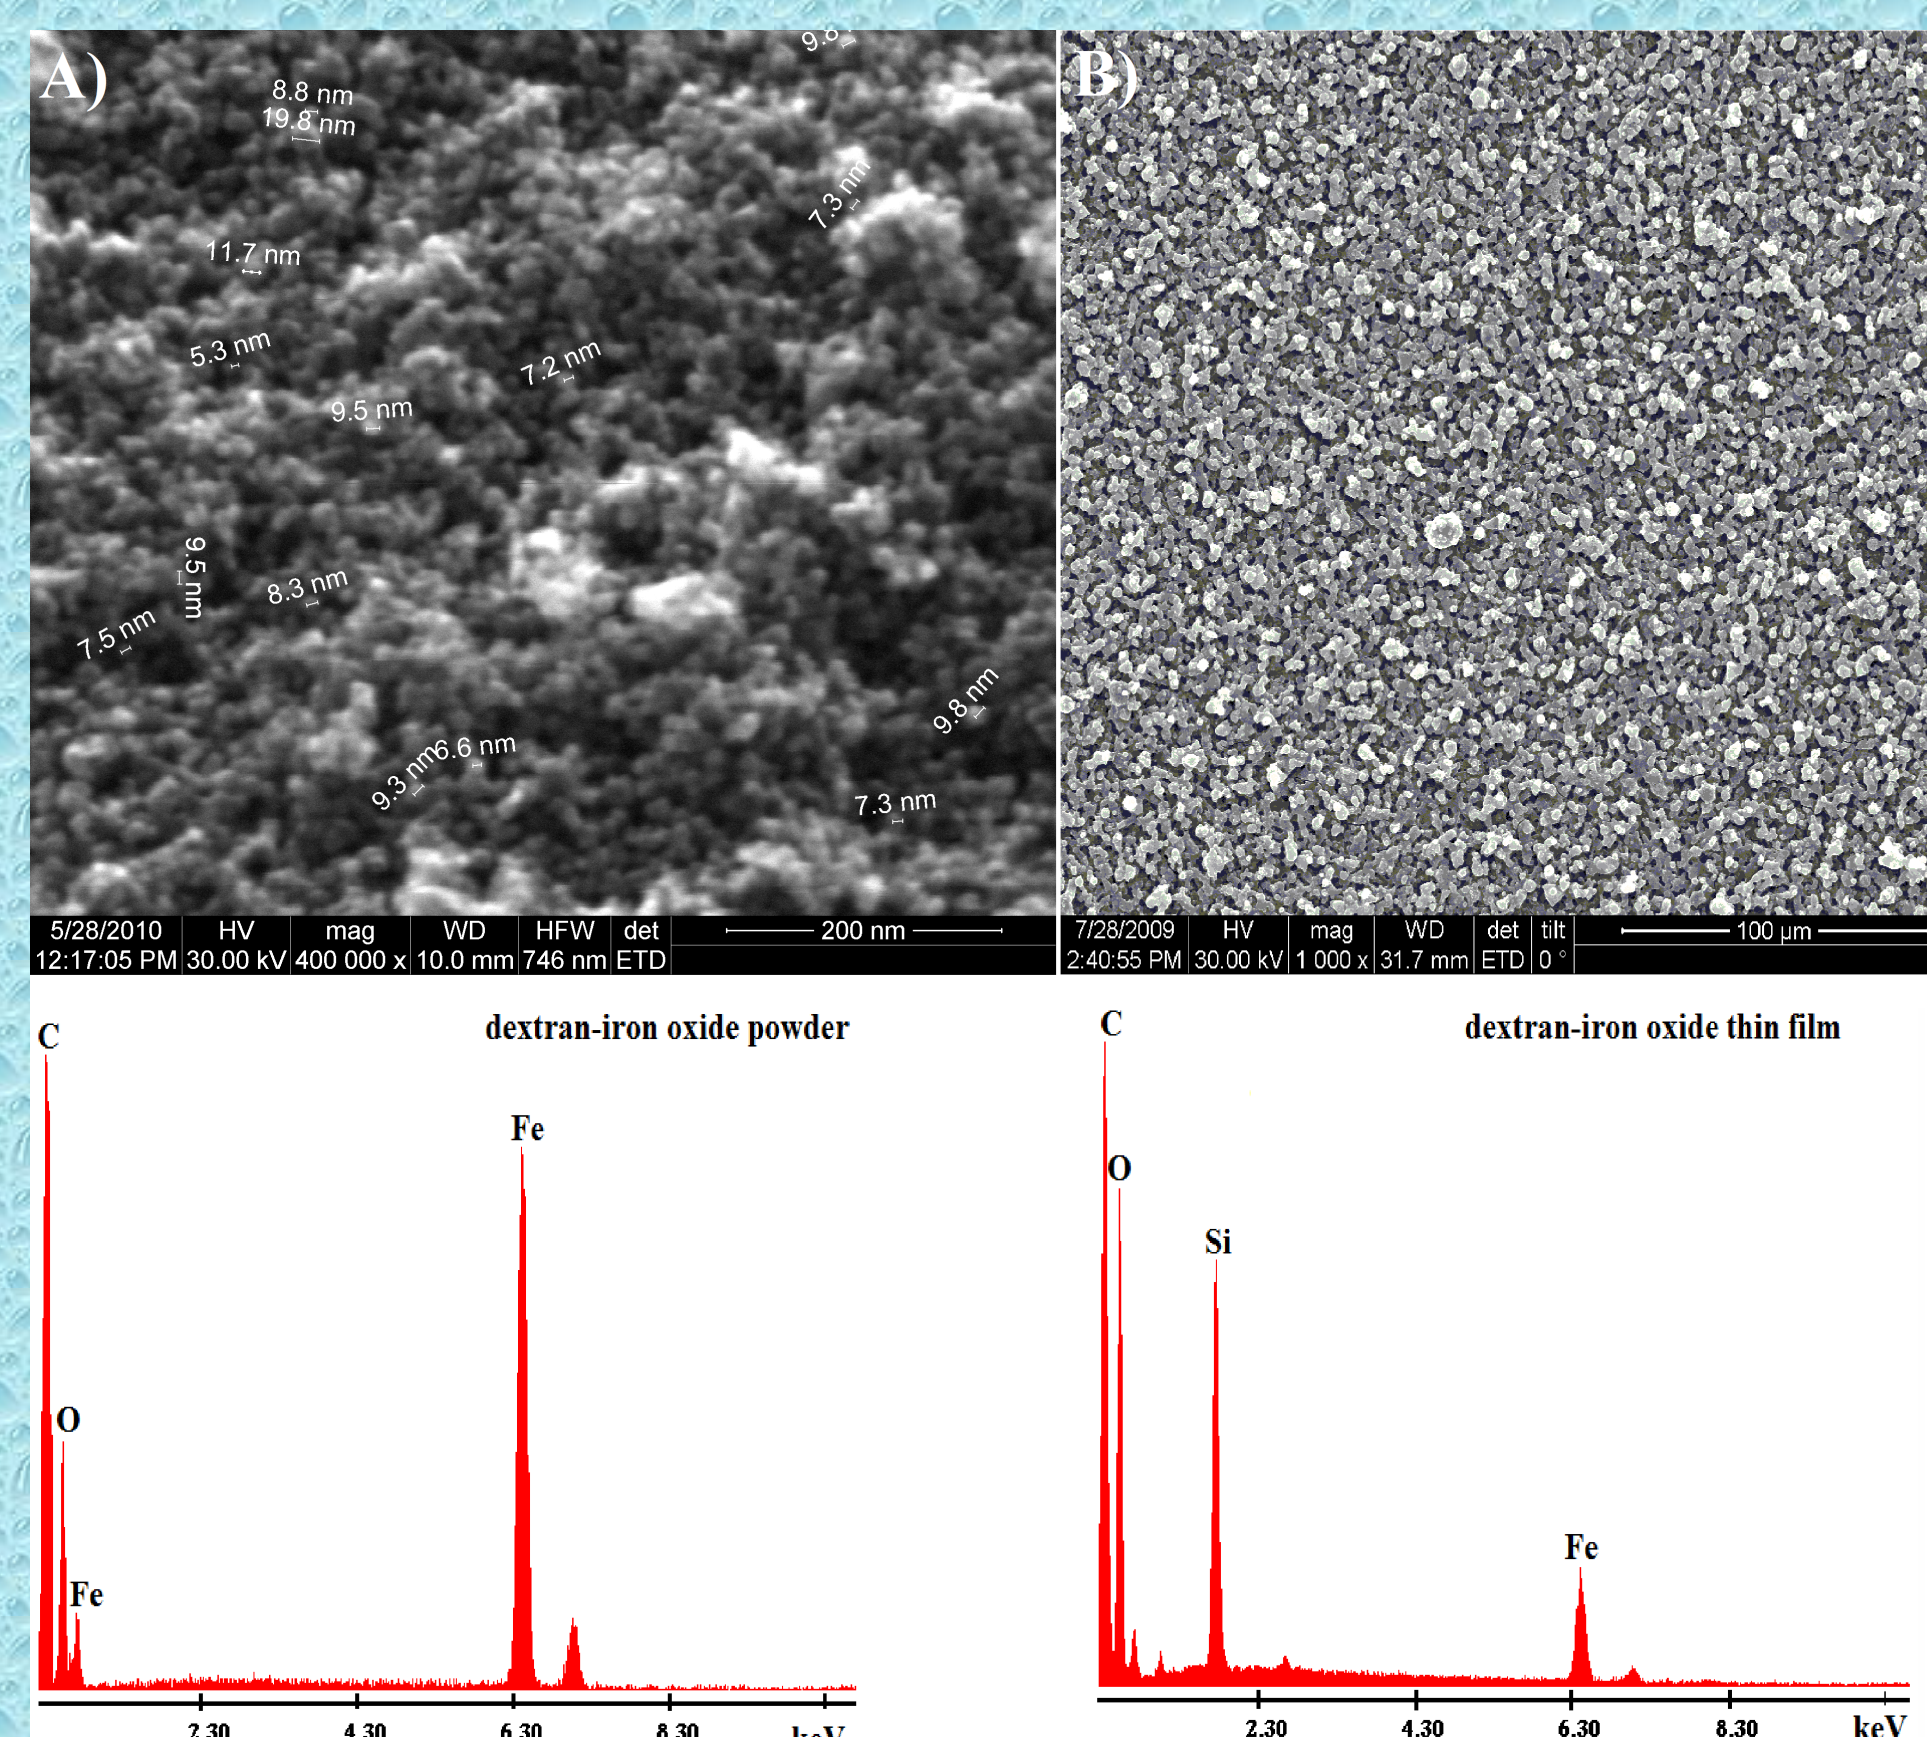 A)
9.8
8.8 nm
19.8 nm
7.3 nm
11.7 nm
5.3 nm
7.2 nm
9.5 nm
9.5 nm
8.3 nm
7.5 nm
9.8 nm
9.3 nm
6.6 nm
7.3 nm
5/28/2010 HV mag WD HFW det 200 nm
12:17:05 PM 30.00 kV 400 000 x 10.0 mm 746 nm ETD
B)
7/28/2009 HV mag WD det tilt 100 µm
2:40:55 PM 30.00 kV 1 000 x 31.7 mm ETD 0 °
dextran-iron oxide powder
C
Fe
O
Fe
2.30 4.30 6.30 8.30 keV
dextran-iron oxide thin film
C
O
Si
Fe
2.30 4.30 6.30 8.30 keV